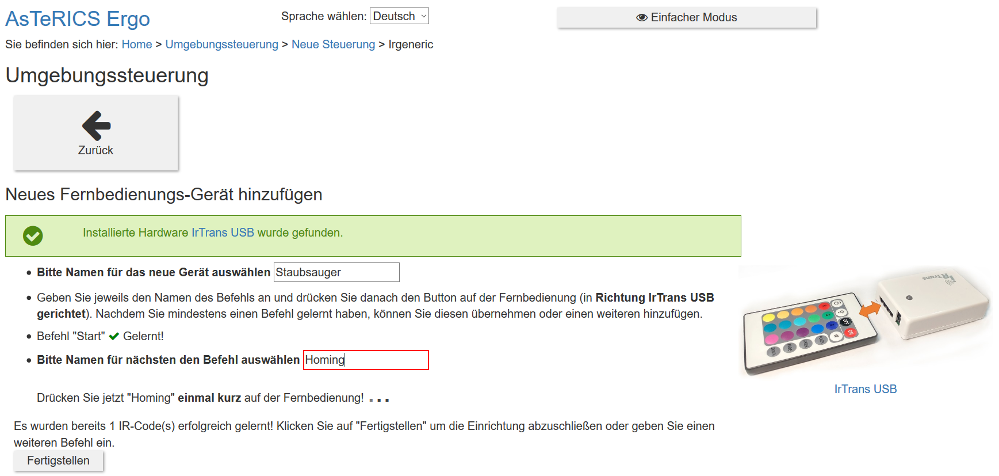 AsTeRICS Ergo
Sprache wählen: Deutsch
Einfacher Modus
Sie befinden sich hier: Home > Umgebungssteuerung > Neue Steuerung > Irgeneric
Umgebungssteuerung
Zurück
Neues Fernbedienungs-Gerät hinzufügen
Installierte Hardware IrTrans USB wurde gefunden.
Bitte Namen für das neue Gerät auswählen Staubsauger
Geben Sie jeweils den Namen des Befehls an und drücken Sie danach den Button auf der Fernbedienung (in Richtung IrTrans USB
gerichtet). Nachdem Sie mindestens einen Befehl gelernt haben, können Sie diesen übernehmen oder einen weiteren hinzufügen.
Befehl "Start" Gelernt!
Bitte Namen für nächsten den Befehl auswählen Homing
Drücken Sie jetzt "Homing" einmal kurz auf der Fernbedienung! ...
IRTrans
OFF
ON
W
IrTrans USB
Es wurden bereits 1 IR-Code(s) erfolgreich gelernt! Klicken Sie auf "Fertigstellen" um die Einrichtung abzuschließen oder geben Sie einen
weiteren Befehl ein.
Fertigstellen